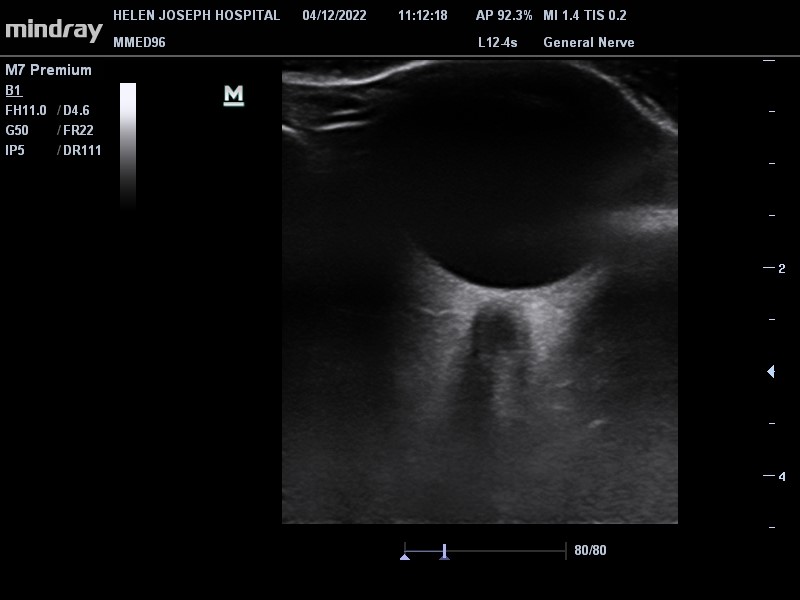 mindray
HELEN JOSEPH HOSPITAL 04/12/2022 11:12:18 AP 92.3% MI 1.4 TIS 0.2
MMED96 L12-4s General Nerve
M7 Premium
B1
FH11.0 / D4.6
G50 / FR22
IP5 / DR111
M
2
4
80/80